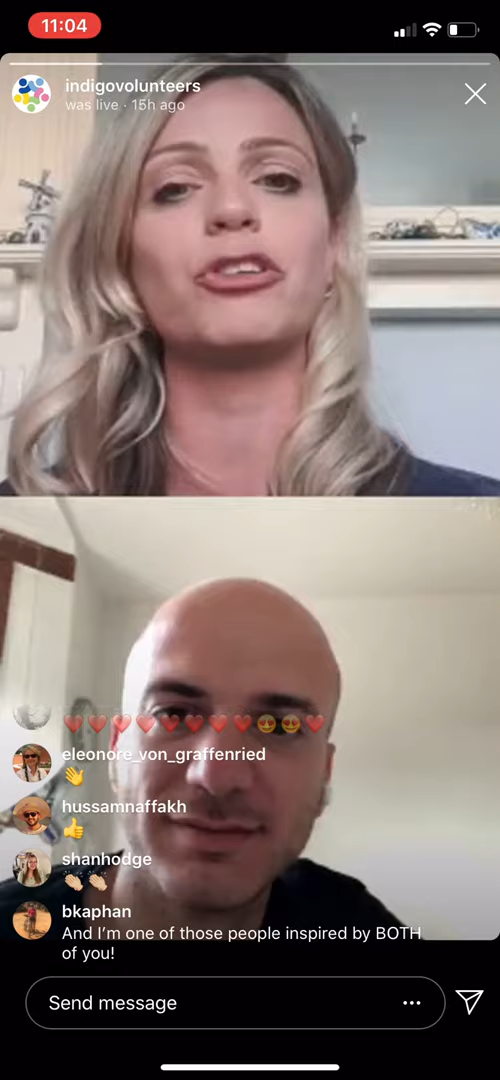 11:04
indigovolunteers
was live · 15h ago
eleonore_von_graffenried
hussamnaffakh
shanhodge
bkaphan
And I’m one of those people inspired by BOTH
of you!
Send message